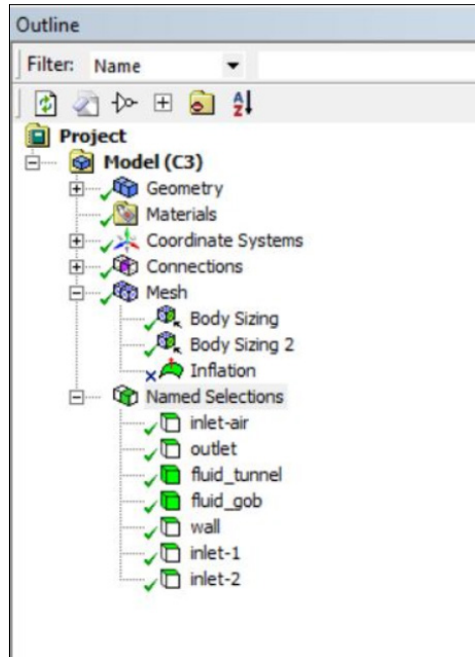 Outline
Filter: Name
Project
Model (C3)
Geometry
Materials
Coordinate Systems
Connections
Mesh
Body Sizing
Body Sizing 2
Inflation
Named Selections
inlet-air
outlet
fluid_tunnel
fluid_gob
wall
inlet-1
inlet-2